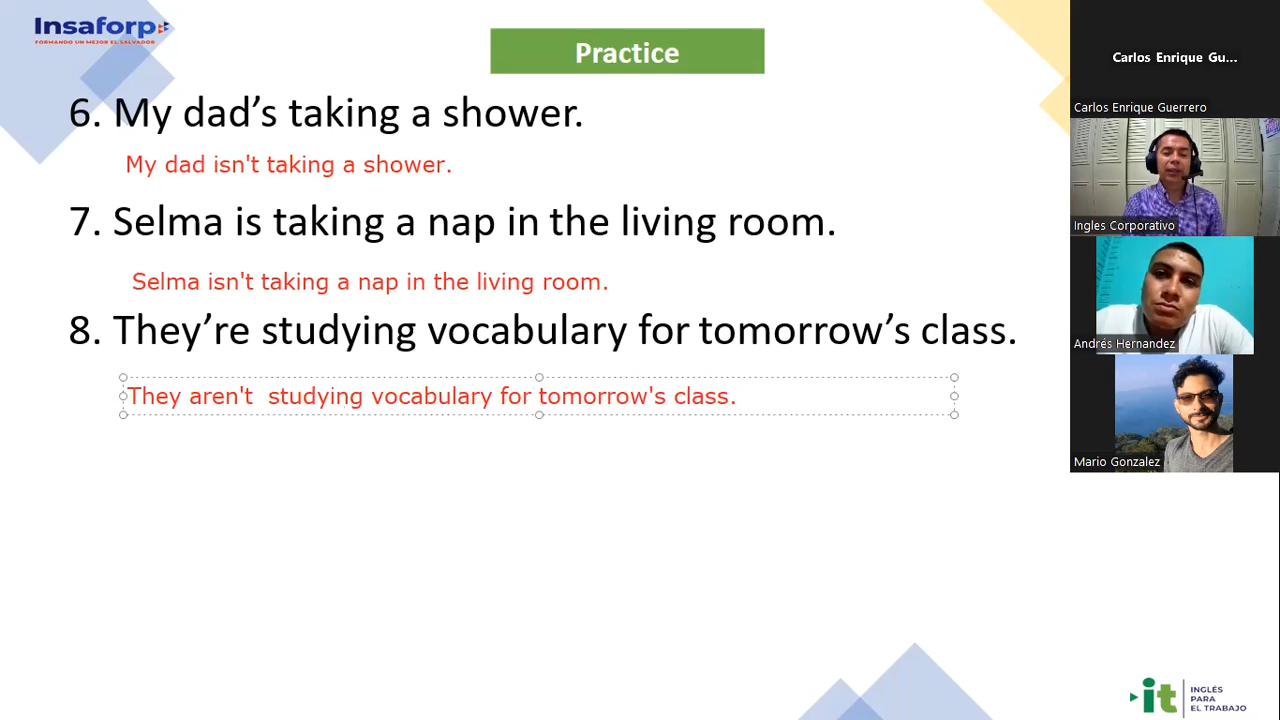 Insaforp
FORMANDO UN MEJOR EL SALVADOR
Practice
6. My dad’s taking a shower.
My dad isn't taking a shower.
7. Selma is taking a nap in the living room.
Selma isn't taking a nap in the living room.
8. They’re studying vocabulary for tomorrow’s class.
They aren't  studying vocabulary for tomorrow's class.
Carlos Enrique Gu...
Carlos Enrique Guerrero
Ingles Corporativo
Andrés Hernandez
Mario Gonzalez
it
INGLÉS
PARA
EL TRABAJO